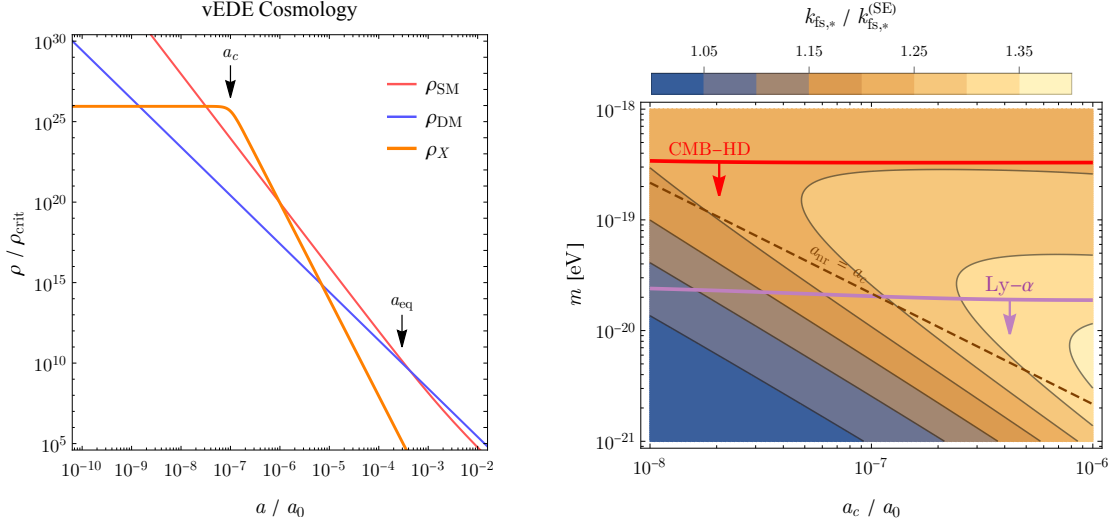 vEDE Cosmology
10^30
10^25
10^20
10^15
10^10
10^5
ρ / ρ_crit
a_c
a_eq
ρ_SM
ρ_DM
ρ_X
10^-10
10^-9
10^-8
10^-7
10^-6
10^-5
10^-4
10^-3
10^-2
a / a_0
k_fs,* / k_fs,*^(SE)
1.05
1.15
1.25
1.35
10^-18
10^-19
10^-20
10^-21
m [eV]
CMB-HD
a_nr = a_c
Ly-α
10^-8
10^-7
10^-6
a_c / a_0